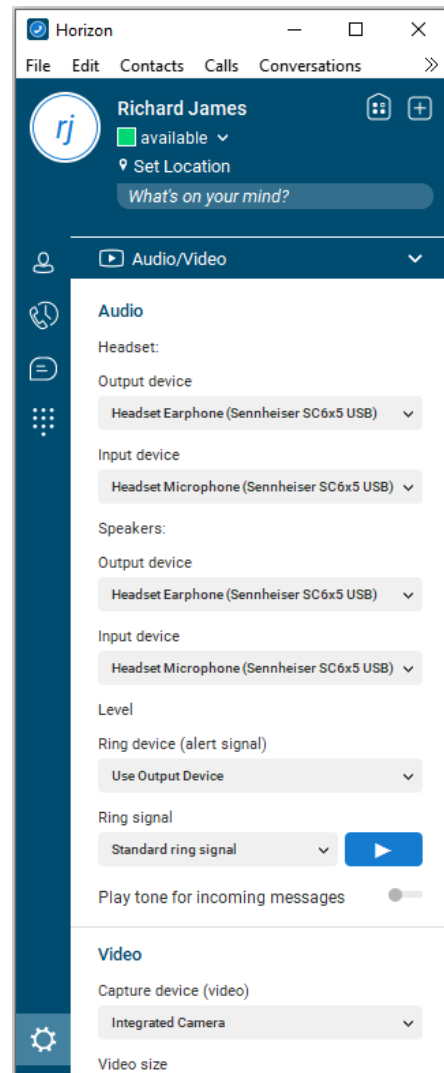 Horizon
File Edit Contacts Calls Conversations
rj
Richard James
available
Set Location
What's on your mind?
Audio/Video
Audio
Headset:
Output device
Headset Earphone (Sennheiser SC6x5 USB)
Input device
Headset Microphone (Sennheiser SC6x5 USB)
Speakers:
Output device
Headset Earphone (Sennheiser SC6x5 USB)
Input device
Headset Microphone (Sennheiser SC6x5 USB)
Level
Ring device (alert signal)
Use Output Device
Ring signal
Standard ring signal
Play tone for incoming messages
Video
Capture device (video)
Integrated Camera
Video size